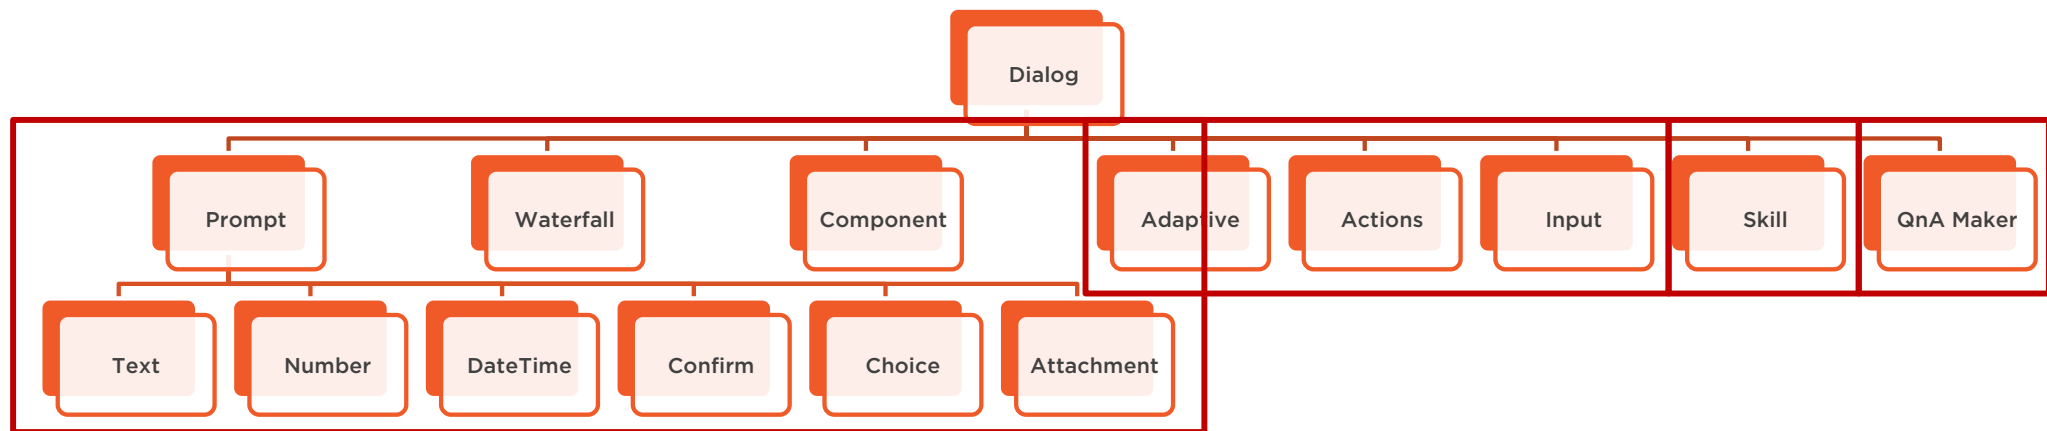 Dialog
Prompt
Waterfall
Component
Adaptive
Actions
Input
Skill
QnA Maker
Text
Number
DateTime
Confirm
Choice
Attachment